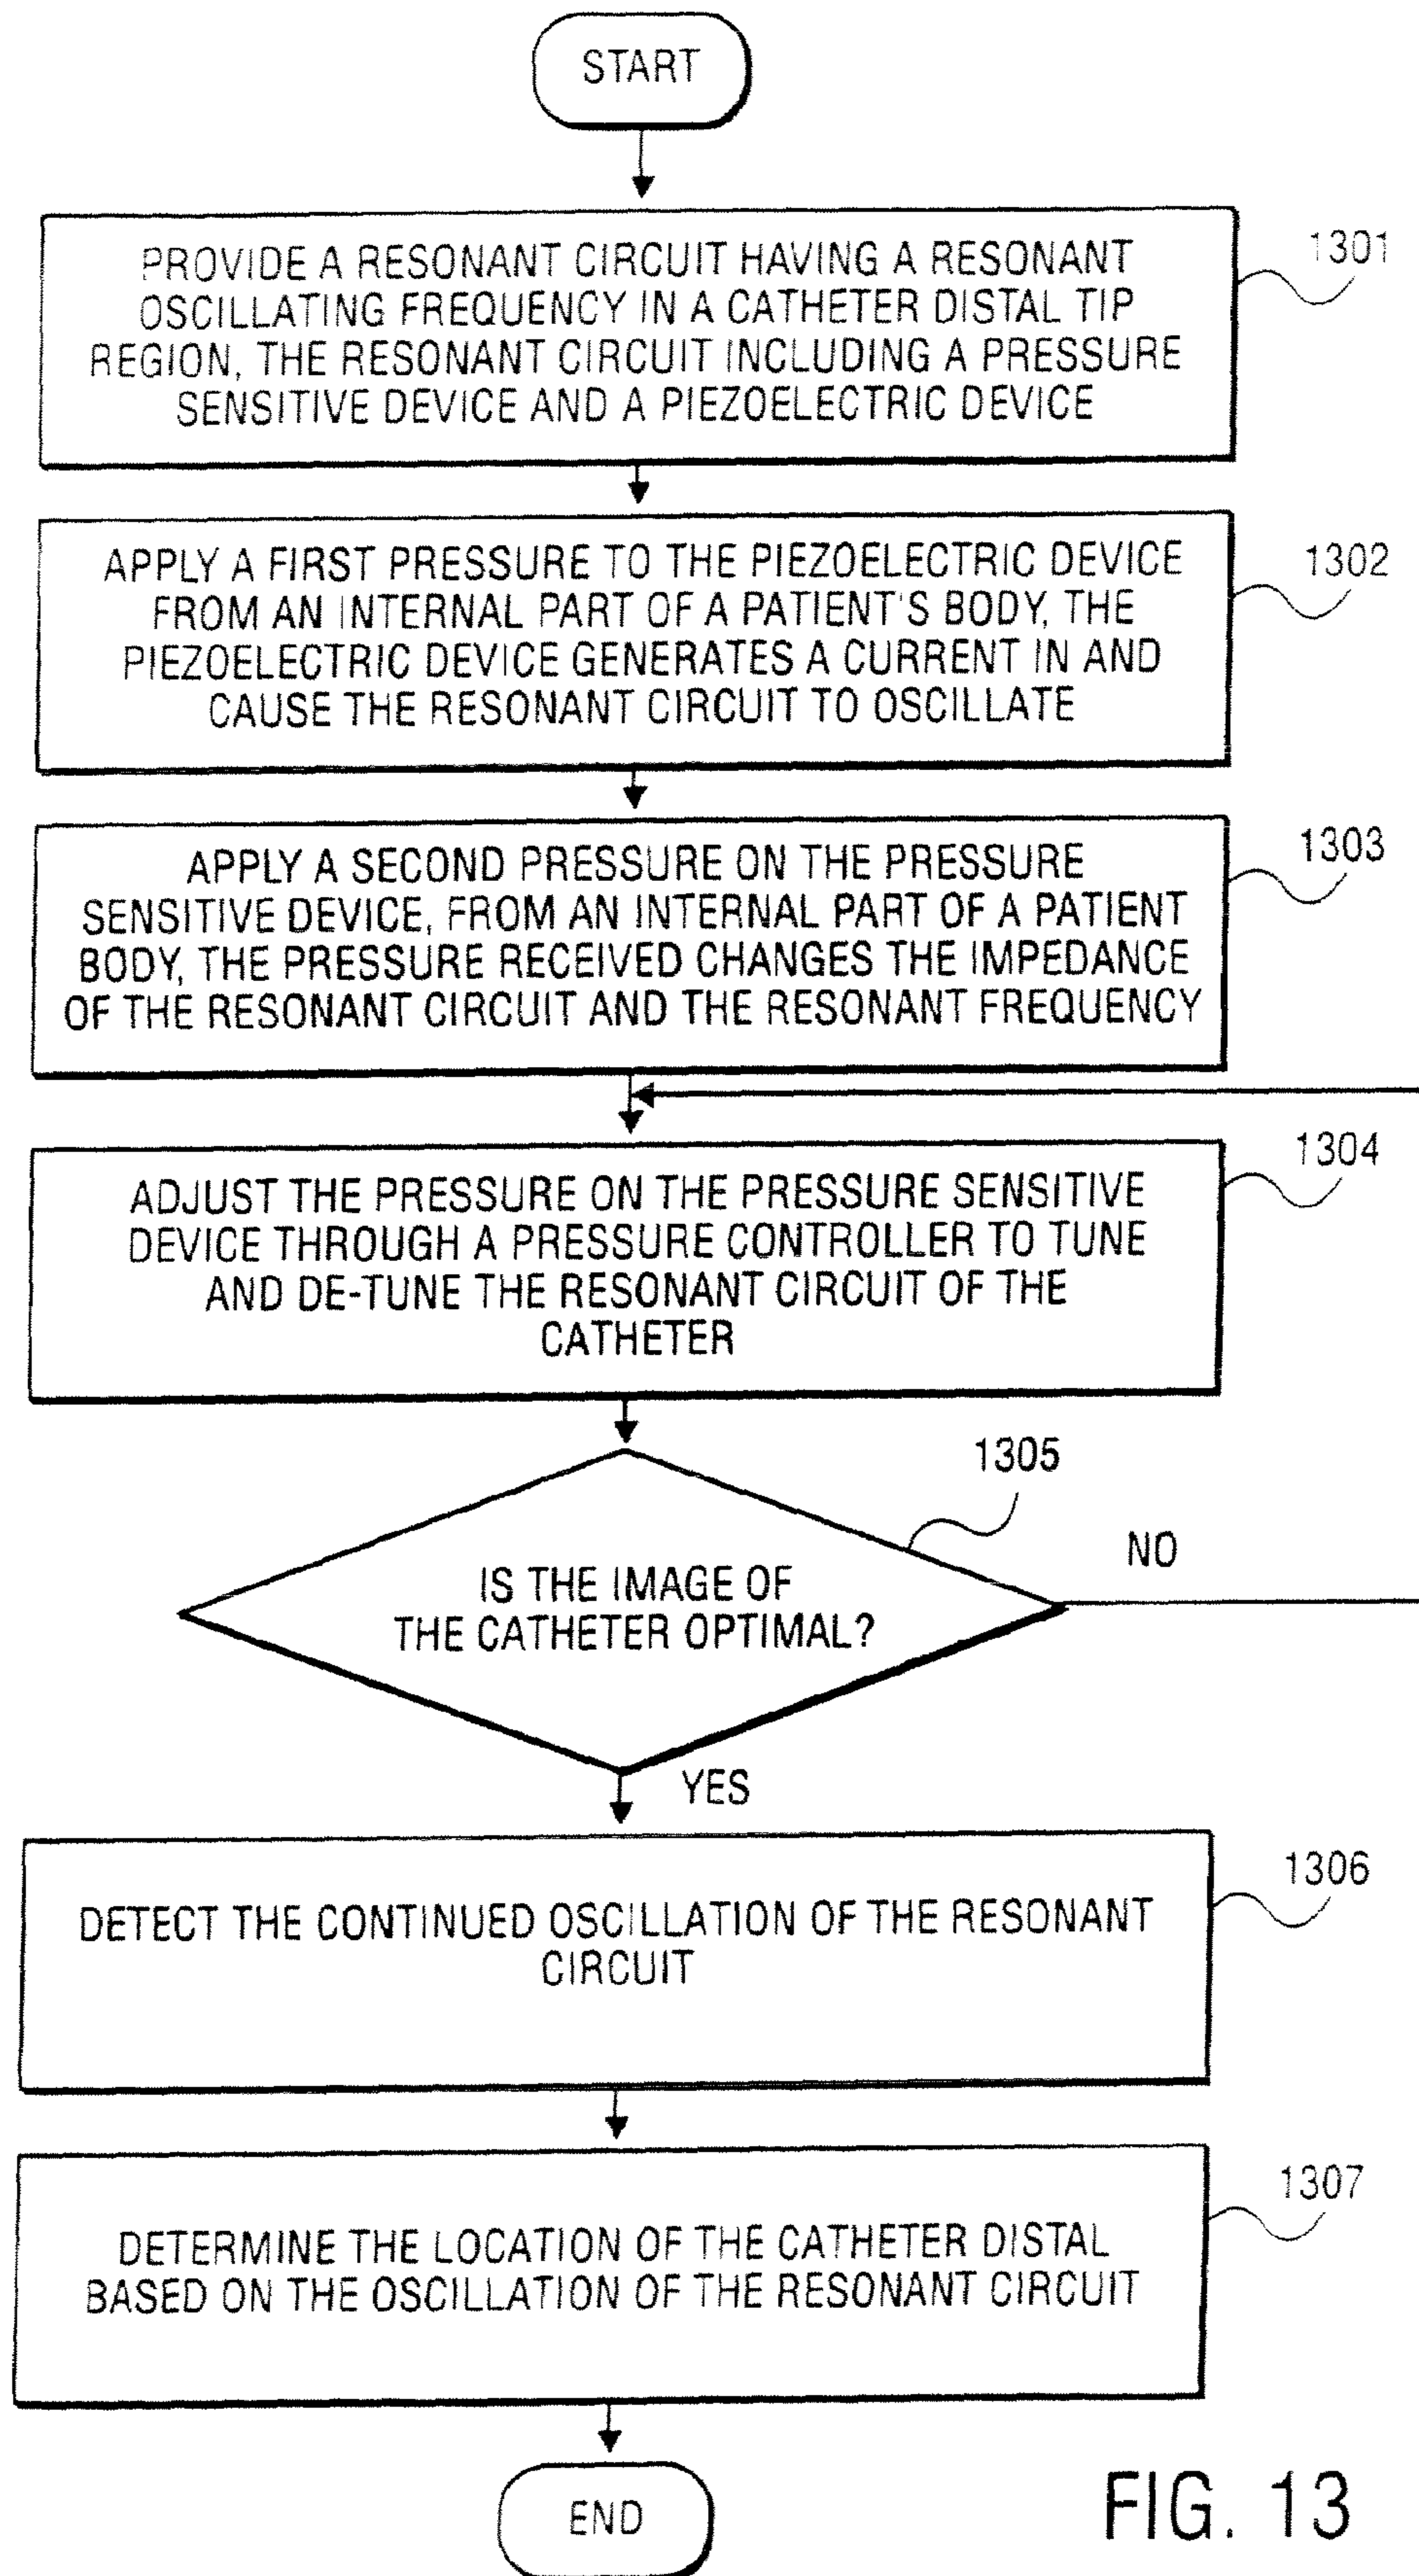 START
PROVIDE A RESONANT CIRCUIT HAVING A RESONANT
OSCILLATING FREQUENCY IN A CATHETER DISTAL TIP
REGION, THE RESONANT CIRCUIT INCLUDING A PRESSURE
SENSITIVE DEVICE AND A PIEZOELECTRIC DEVICE
1301
APPLY A FIRST PRESSURE TO THE PIEZOELECTRIC DEVICE
FROM AN INTERNAL PART OF A PATIENT'S BODY, THE
PIEZOELECTRIC DEVICE GENERATES A CURRENT IN AND
CAUSE THE RESONANT CIRCUIT TO OSCILLATE
1302
APPLY A SECOND PRESSURE ON THE PRESSURE
SENSITIVE DEVICE, FROM AN INTERNAL PART OF A PATIENT
BODY, THE PRESSURE RECEIVED CHANGES THE IMPEDANCE
OF THE RESONANT CIRCUIT AND THE RESONANT FREQUENCY
1303
ADJUST THE PRESSURE ON THE PRESSURE SENSITIVE
DEVICE THROUGH A PRESSURE CONTROLLER TO TUNE
AND DE-TUNE THE RESONANT CIRCUIT OF THE
CATHETER
1304
IS THE IMAGE OF
THE CATHETER OPTIMAL?
1305
NO
YES
DETECT THE CONTINUED OSCILLATION OF THE RESONANT
CIRCUIT
1306
DETERMINE THE LOCATION OF THE CATHETER DISTAL
BASED ON THE OSCILLATION OF THE RESONANT CIRCUIT
1307
END
FIG. 13